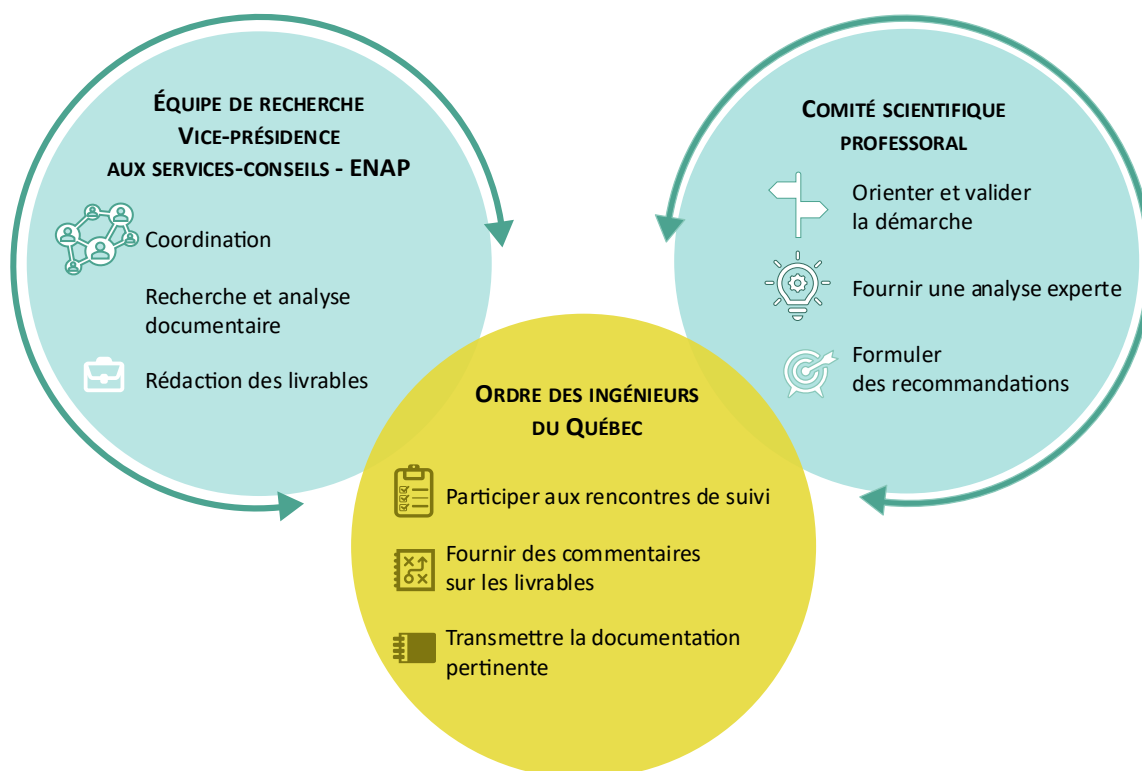 ÉQUIPE DE RECHERCHE
VICE-PRÉSIDENCE
AUX SERVICES-CONSEILS - ENAP
Coordination
Recherche et analyse
documentaire
Rédaction des livrables
COMITÉ SCIENTIFIQUE
PROFESSORAL
Orienter et valider
la démarche
Fournir une analyse experte
Formuler
des recommandations
ORDRE DES INGÉNIEURS
DU QUÉBEC
Participer aux rencontres de suivi
Fournir des commentaires
sur les livrables
Transmettre la documentation
pertinente